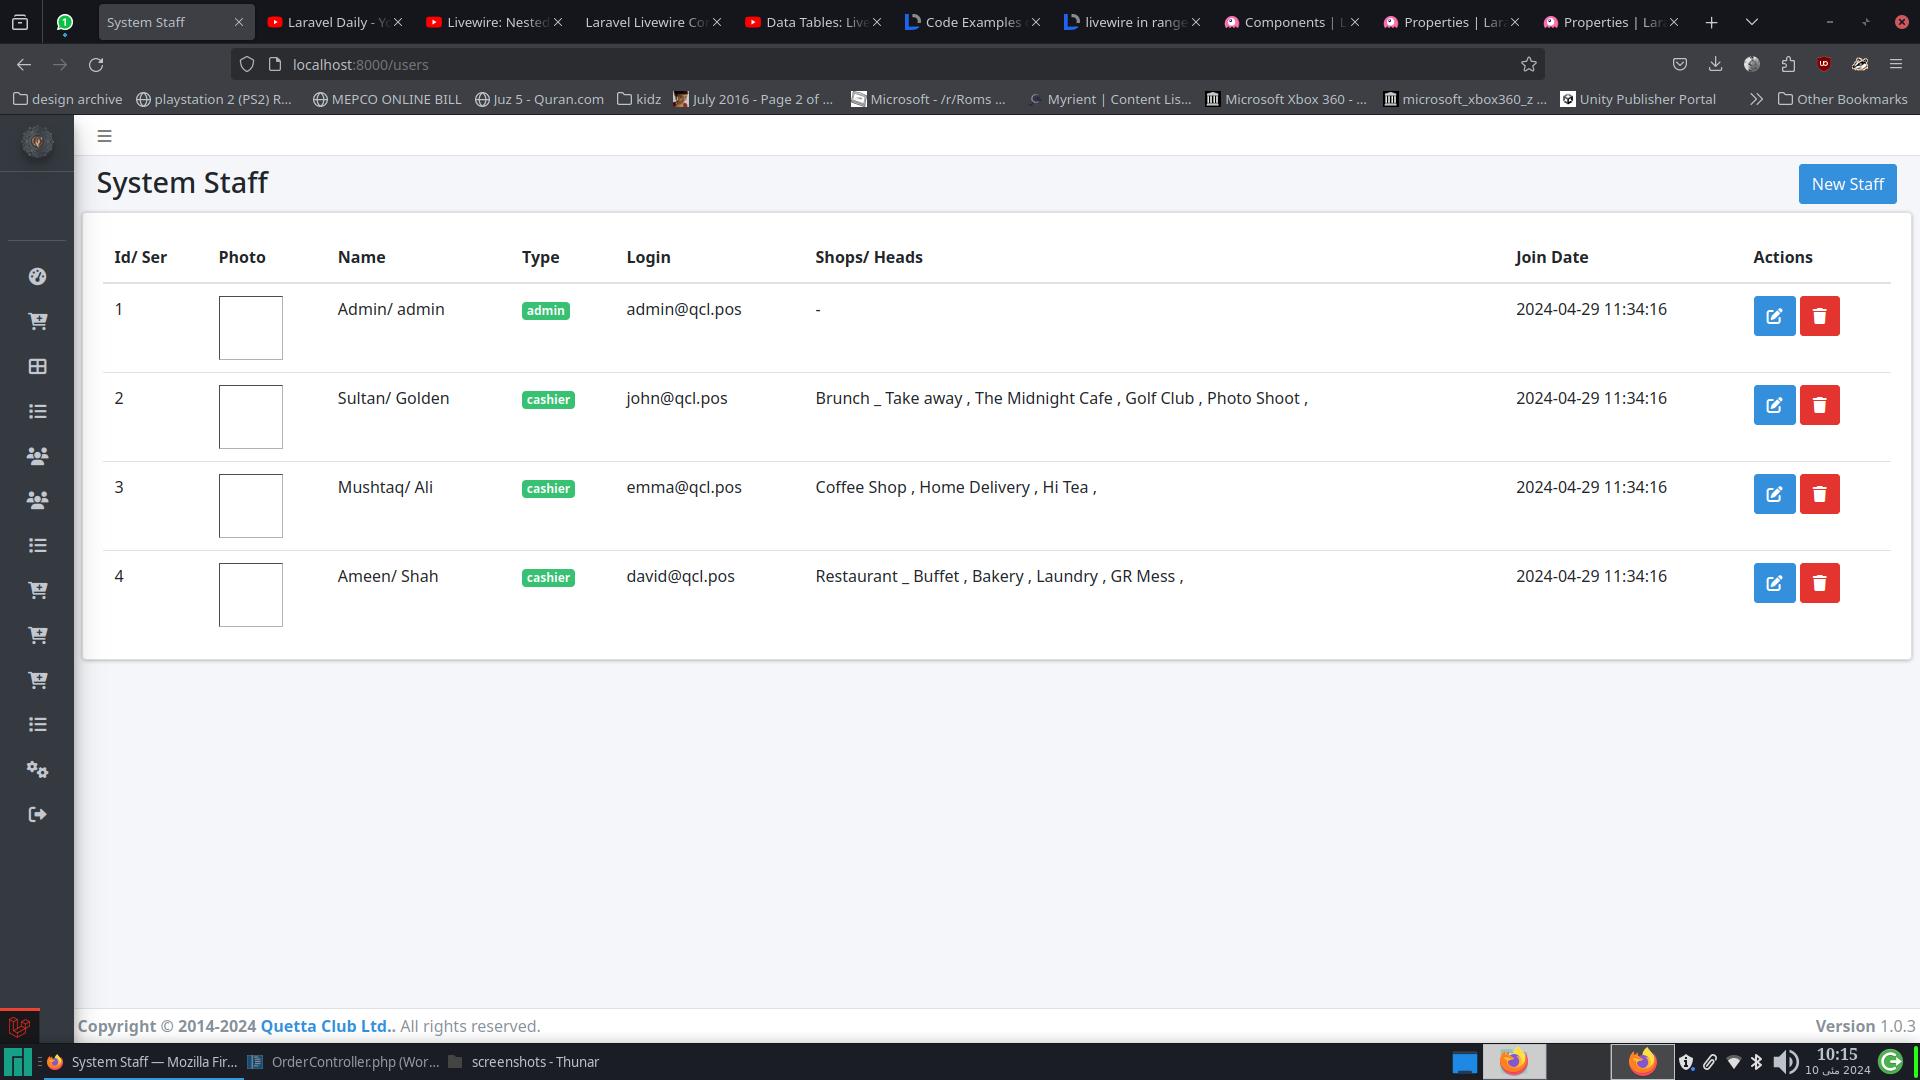 System Staff
Laravel Daily - Yo
Livewire: Nested
Laravel Livewire Cor
Data Tables: Live
Code Examples
livewire in range
Components | L
Properties | Lar
Properties | Lar
localhost:8000/users
design archive
playstation 2 (PS2) R...
MEPCO ONLINE BILL
Juz 5 - Quran.com
kidz
July 2016 - Page 2 of ...
Microsoft - /r/Roms ...
Myrient | Content Lis...
Microsoft Xbox 360 - ...
microsoft_xbox360_z ...
Unity Publisher Portal
Other Bookmarks
System Staff
New Staff
Id/ Ser Photo Name Type Login Shops/ Heads Join Date Actions
1 Admin/ admin admin admin@qcl.pos - 2024-04-29 11:34:16
2 Sultan/ Golden cashier john@qcl.pos Brunch _ Take away , The Midnight Cafe , Golf Club , Photo Shoot , 2024-04-29 11:34:16
3 Mushtaq/ Ali cashier emma@qcl.pos Coffee Shop , Home Delivery , Hi Tea , 2024-04-29 11:34:16
4 Ameen/ Shah cashier david@qcl.pos Restaurant _ Buffet , Bakery , Laundry , GR Mess , 2024-04-29 11:34:16
Copyright © 2014-2024 Quetta Club Ltd.. All rights reserved.
Version 1.0.3
System Staff — Mozilla Fir...
OrderController.php (Wor...
screenshots - Thunar
10:15
10 مئی 2024